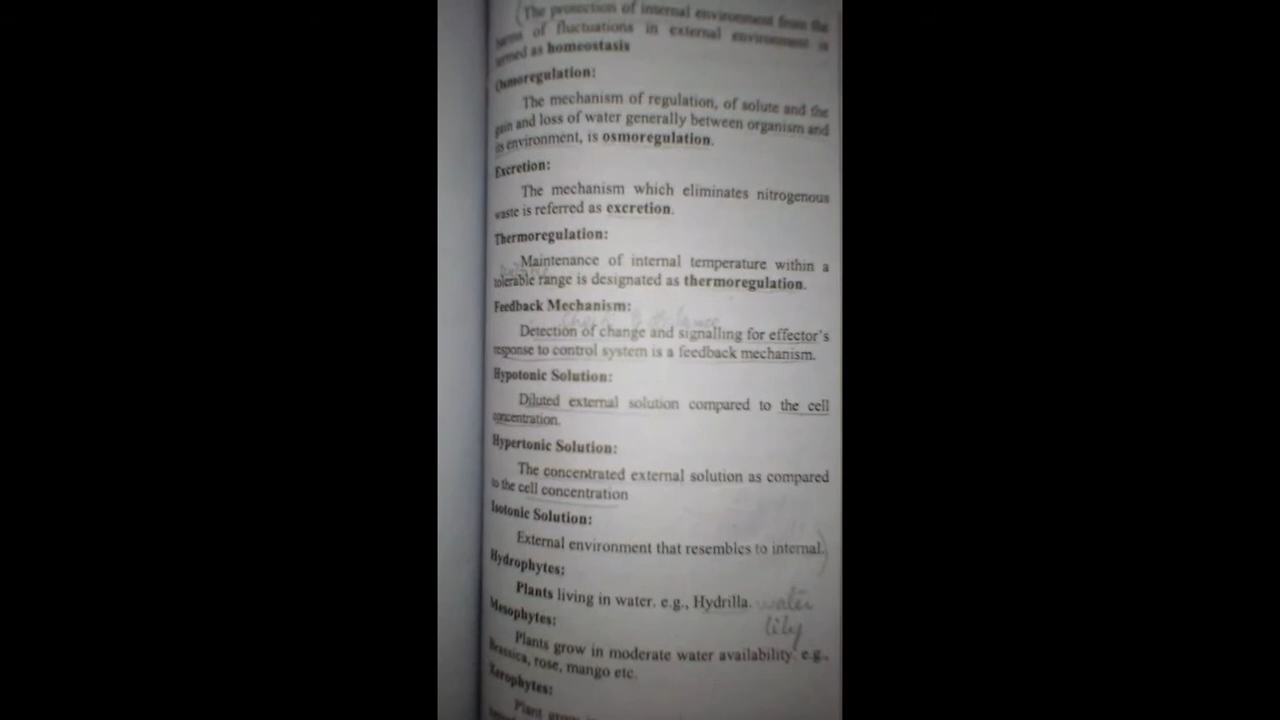 (The protection of internal environment from the
harms of fluctuations in external environment is
termed as homeostasis
Osmoregulation:
The mechanism of regulation, of solute and the
gain and loss of water generally between organism and
its environment, is osmoregulation.
Excretion:
The mechanism which eliminates nitrogenous
waste is referred as excretion.
Thermoregulation:
Maintenance of internal temperature within a
tolerable range is designated as thermoregulation.
Feedback Mechanism:
Detection of change and signalling for effector's
response to control system is a feedback mechanism.
Hypotonic Solution:
Diluted external solution compared to the cell
concentration.
Hypertonic Solution:
The concentrated external solution as compared
to the cell concentration
Isotonic Solution:
External environment that resembles to internal.)
Hydrophytes:
Plants living in water. e.g., Hydrilla. water
lily
Mesophytes:
Plants grow in moderate water availability. e.g.,
Brassica, rose, mango etc.
Xerophytes:
Plant grow